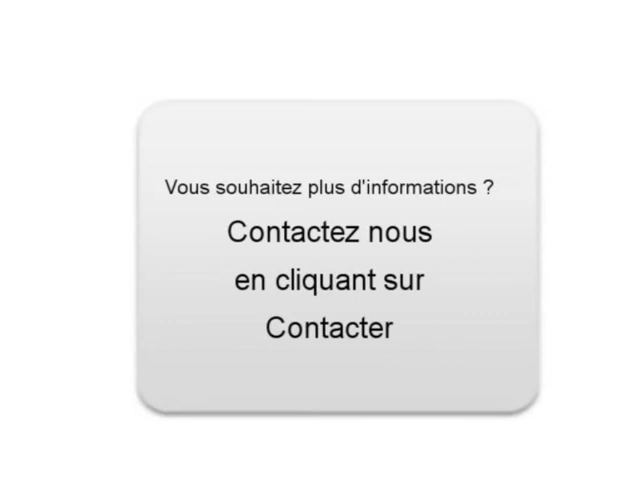 Vous souhaitez plus d'informations ?
Contactez nous
en cliquant sur
Contacter